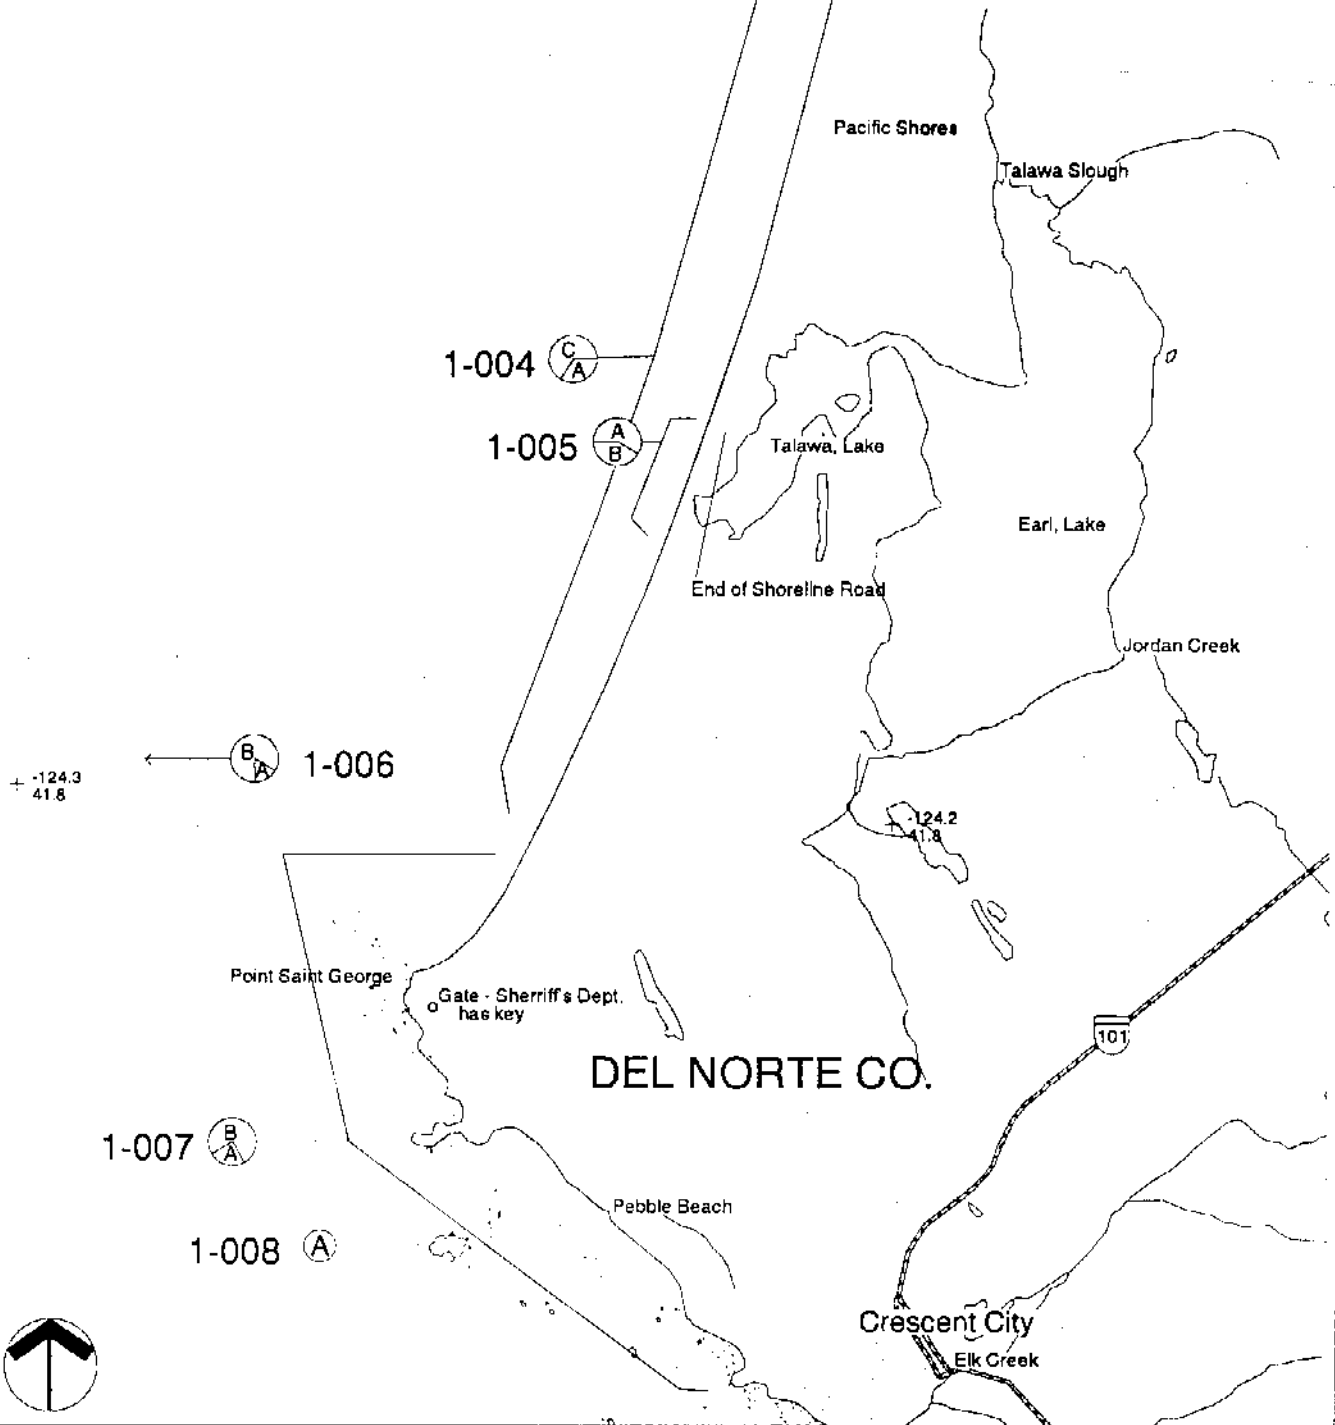 Pacific Shores
Talawa Slough
1-004
C
A
1-005
A
B
Talawa, Lake
Earl, Lake
End of Shoreline Road
Jordan Creek
B
A
1-006
-124.3
41.8
-124.2
41.8
Point Saint George
Gate - Sherriff's Dept.
has key
101
DEL NORTE CO.
1-007
B
A
Pebble Beach
1-008
A
Crescent City
Elk Creek